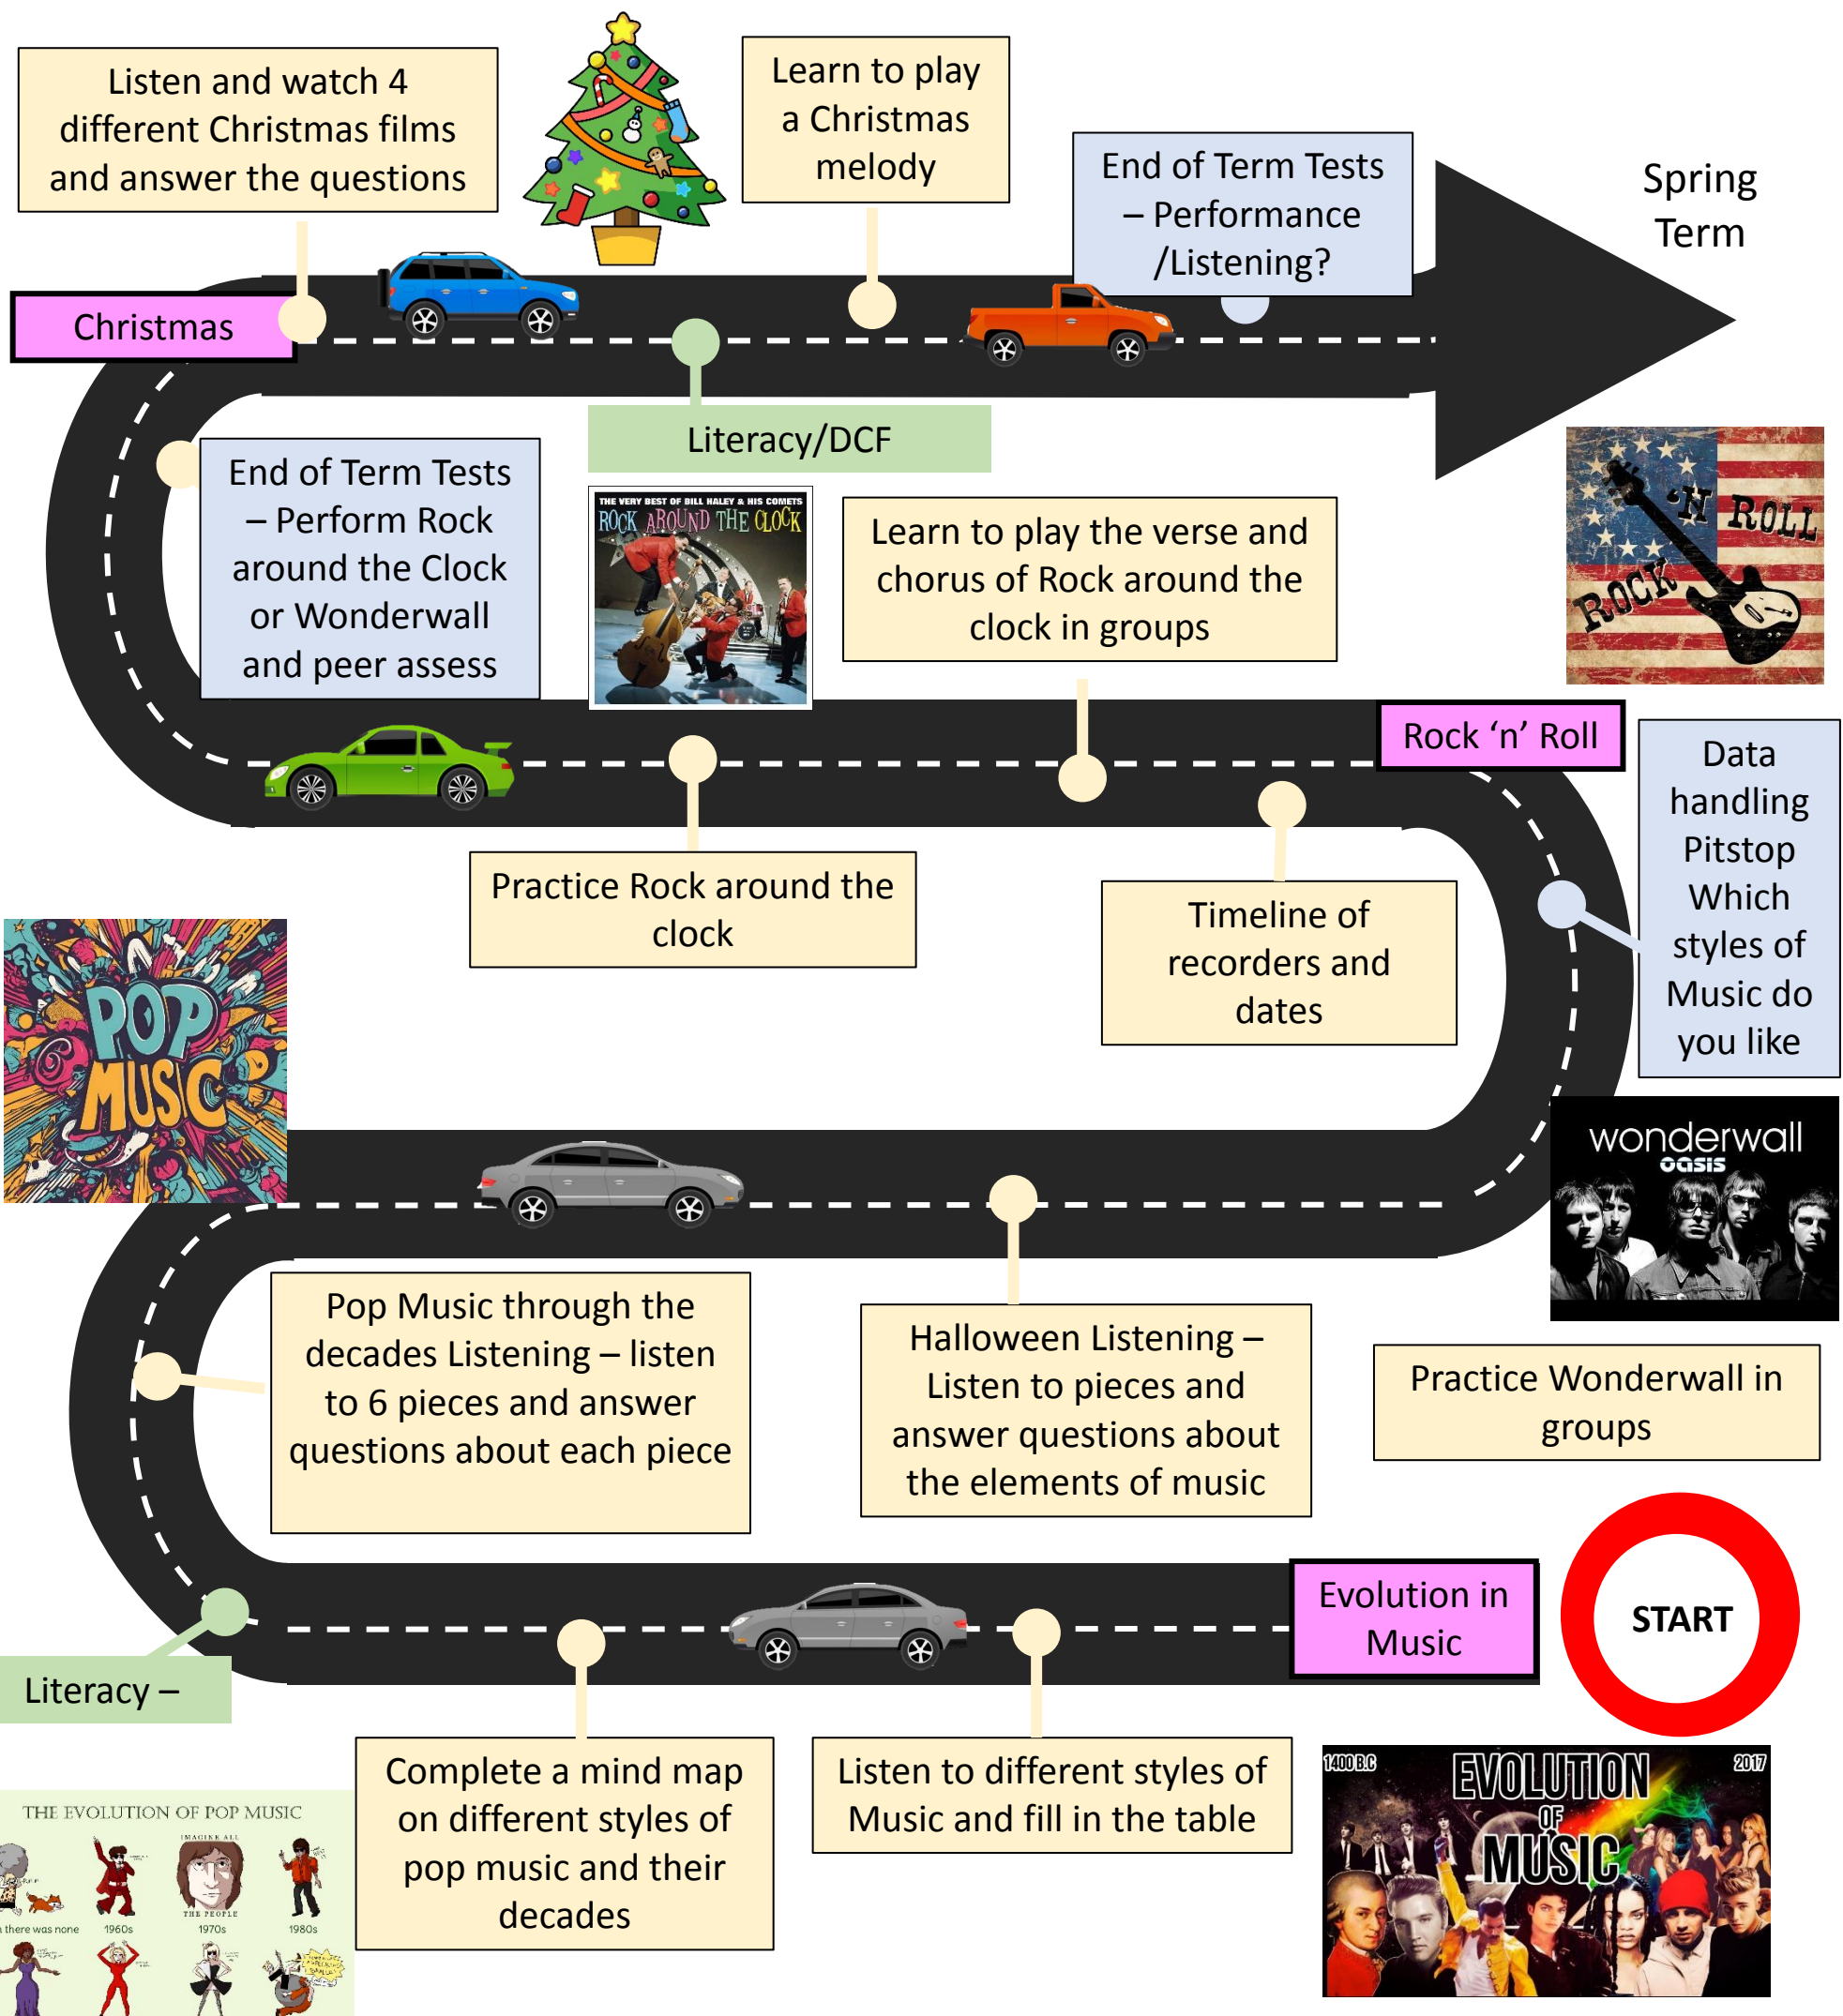 Listen and watch 4
different Christmas films
and answer the questions
Learn to play
a Christmas
melody
End of Term Tests
– Performance
/Listening?
Spring
Term
Christmas
Literacy/DCF
End of Term Tests
– Perform Rock
around the Clock
or Wonderwall
and peer assess
THE VERY BEST OF BILL HALEY & HIS COMETS
ROCK AROUND THE CLOCK
Learn to play the verse and
chorus of Rock around the
clock in groups
ROCK
'N ROLL
Rock ‘n’ Roll
Data
handling
Pitstop
Which
styles of
Music do
you like
Practice Rock around the
clock
Timeline of
recorders and
dates
POP
MUSIC
wonderwall
oasis
Pop Music through the
decades Listening – listen
to 6 pieces and answer
questions about each piece
Halloween Listening –
Listen to pieces and
answer questions about
the elements of music
Practice Wonderwall in
groups
Evolution in
Music
START
Literacy –
Complete a mind map
on different styles of
pop music and their
decades
Listen to different styles of
Music and fill in the table
1400 B.C
EVOLUTION
OF
MUSIC
2017
THE EVOLUTION OF POP MUSIC
IMAGINE ALL
THE PEOPLE
there was none
1960s
1970s
1980s